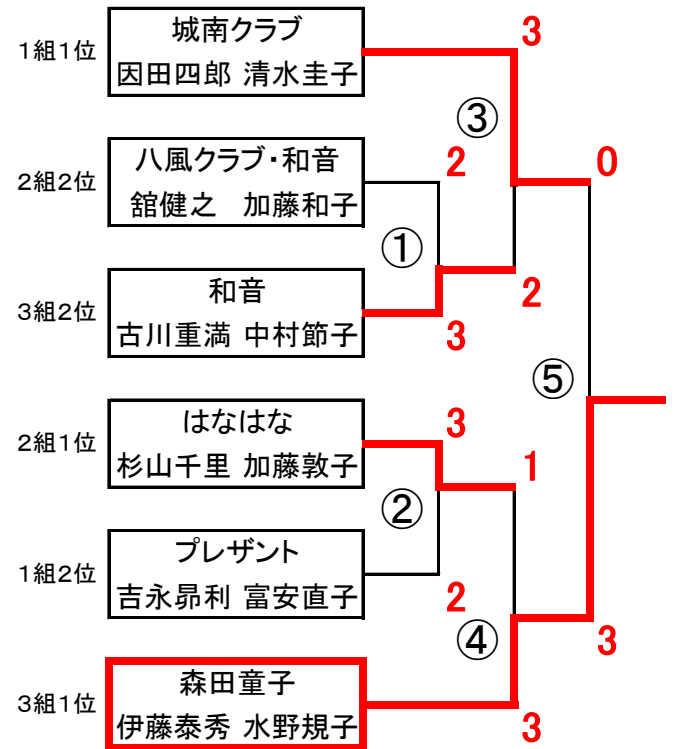 城南クラブ
1組1位
因田四郎 清水圭子
3
③
八風クラブ・和音
2
0
2組2位
舘健之 加藤和子
①
和音
2
3組2位
古川重満 中村節子
3
⑤
はなはな
3
2組1位
杉山千里 加藤敦子
1
②
プレザント
1組2位
吉永昴利 富安直子
2
④
3
森田童子
3組1位
伊藤泰秀 水野規子
3